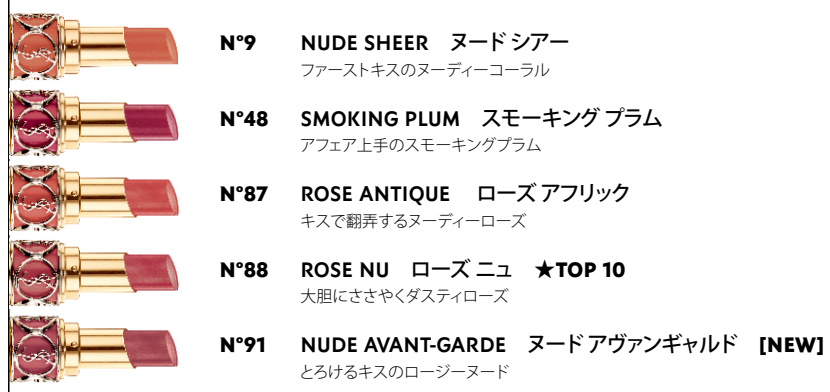 N°9 NUDE SHEER ヌード シアー
ファーストキスのヌーディーコーラル
N°48 SMOKING PLUM スモーキング プラム
アフェア上手のスモーキングプラム
N°87 ROSE ANTIQUE ローズ アフリック
キスで翻弄するヌーディーローズ
N°88 ROSE NU ローズ ニュ ★TOP 10
大胆にささやくダスティローズ
N°91 NUDE AVANT-GARDE ヌード アヴァンギャルド [NEW]
とろけるキスのロージーヌード